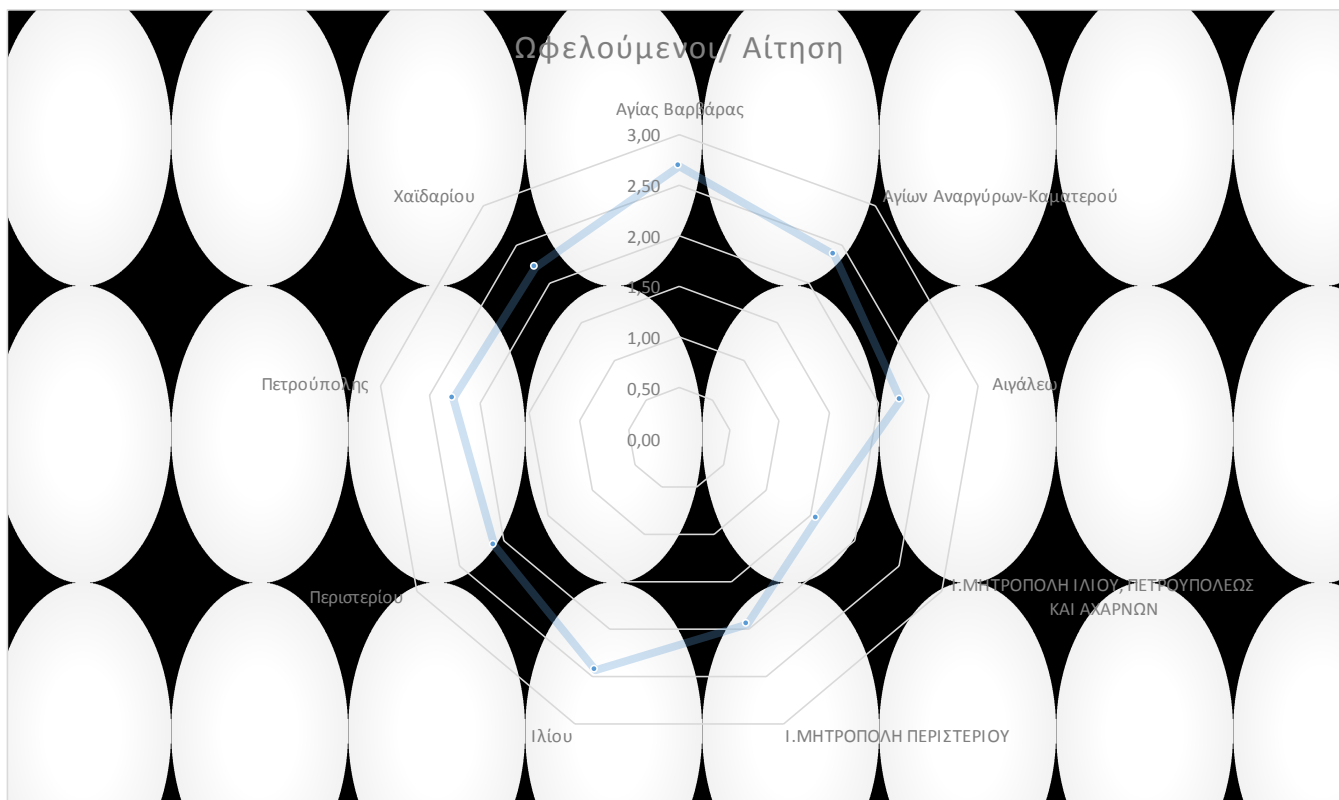 Ωφελούμενοι/ Αίτηση
Αγίας Βαρβάρας
3,00
Χαϊδαρίου
Αγίων Αναργύρων-Καματερού
2,50
2,00
1,50
1,00
Πετρούπολης
Αιγάλεω
0,50
0,00
Περιστερίου
Ι.ΜΗΤΡΟΠΟΛΗ ΙΛΙΟΥ, ΠΕΤΡΟΥΠΟΛΕΩΣ
ΚΑΙ ΑΧΑΡΝΩΝ
Ιλίου
Ι.ΜΗΤΡΟΠΟΛΗ ΠΕΡΙΣΤΕΡΙΟΥ